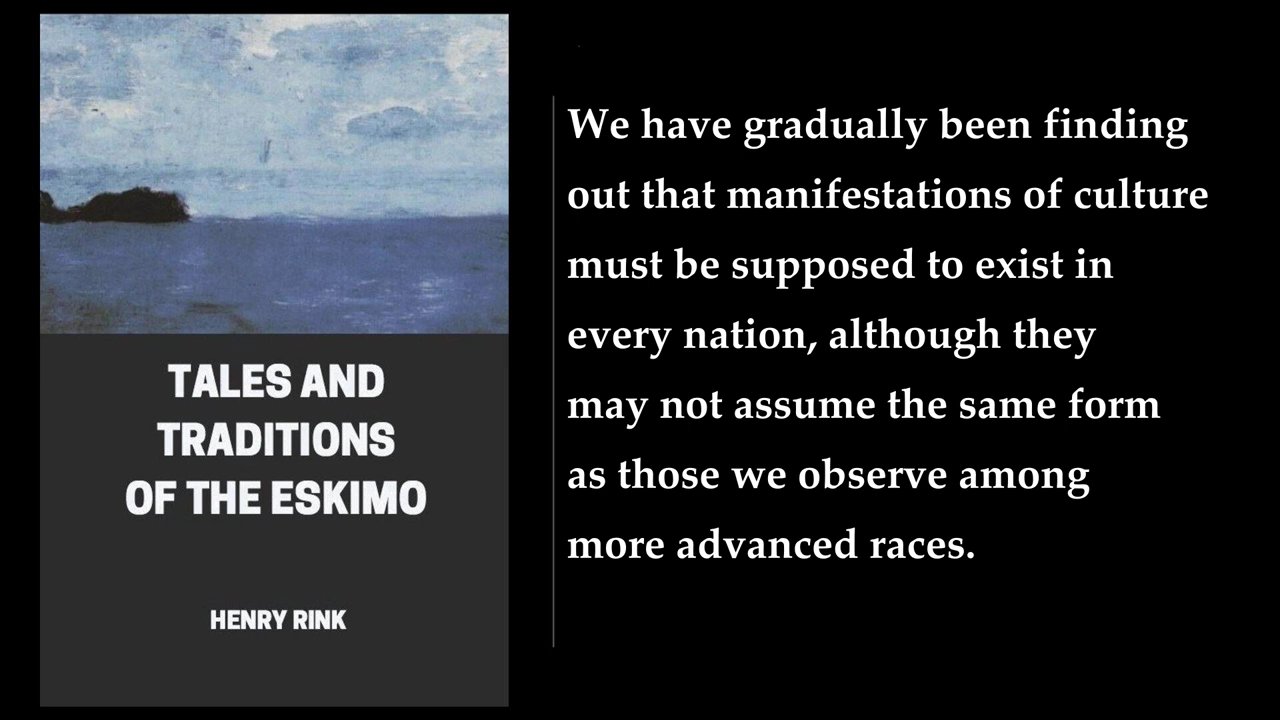 TALES AND
TRADITIONS
OF THE ESKIMO
HENRY RINK
We have gradually been finding
out that manifestations of culture
must be supposed to exist in
every nation, although they
may not assume the same form
as those we observe among
more advanced races.